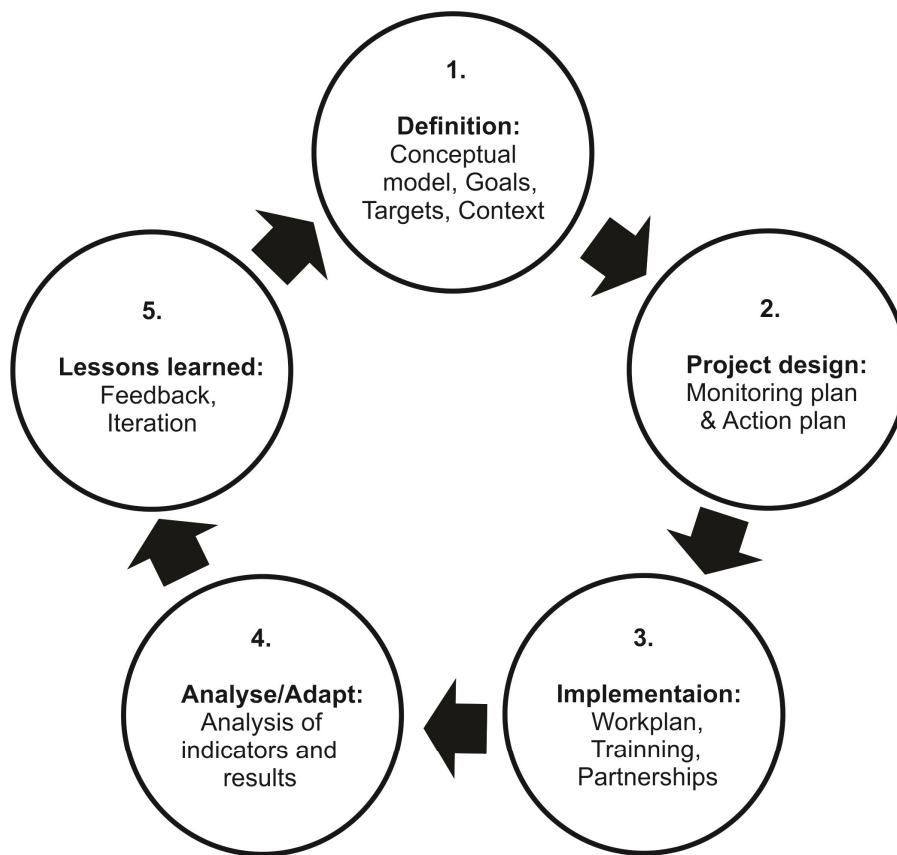 1.
Definition:
Conceptual
model, Goals,
Targets, Context
2.
Project design:
Monitoring plan
& Action plan
3.
Implementaion:
Workplan,
Trainning,
Partnerships
4.
Analyse/Adapt:
Analysis of
indicators and
results
5.
Lessons learned:
Feedback,
Iteration